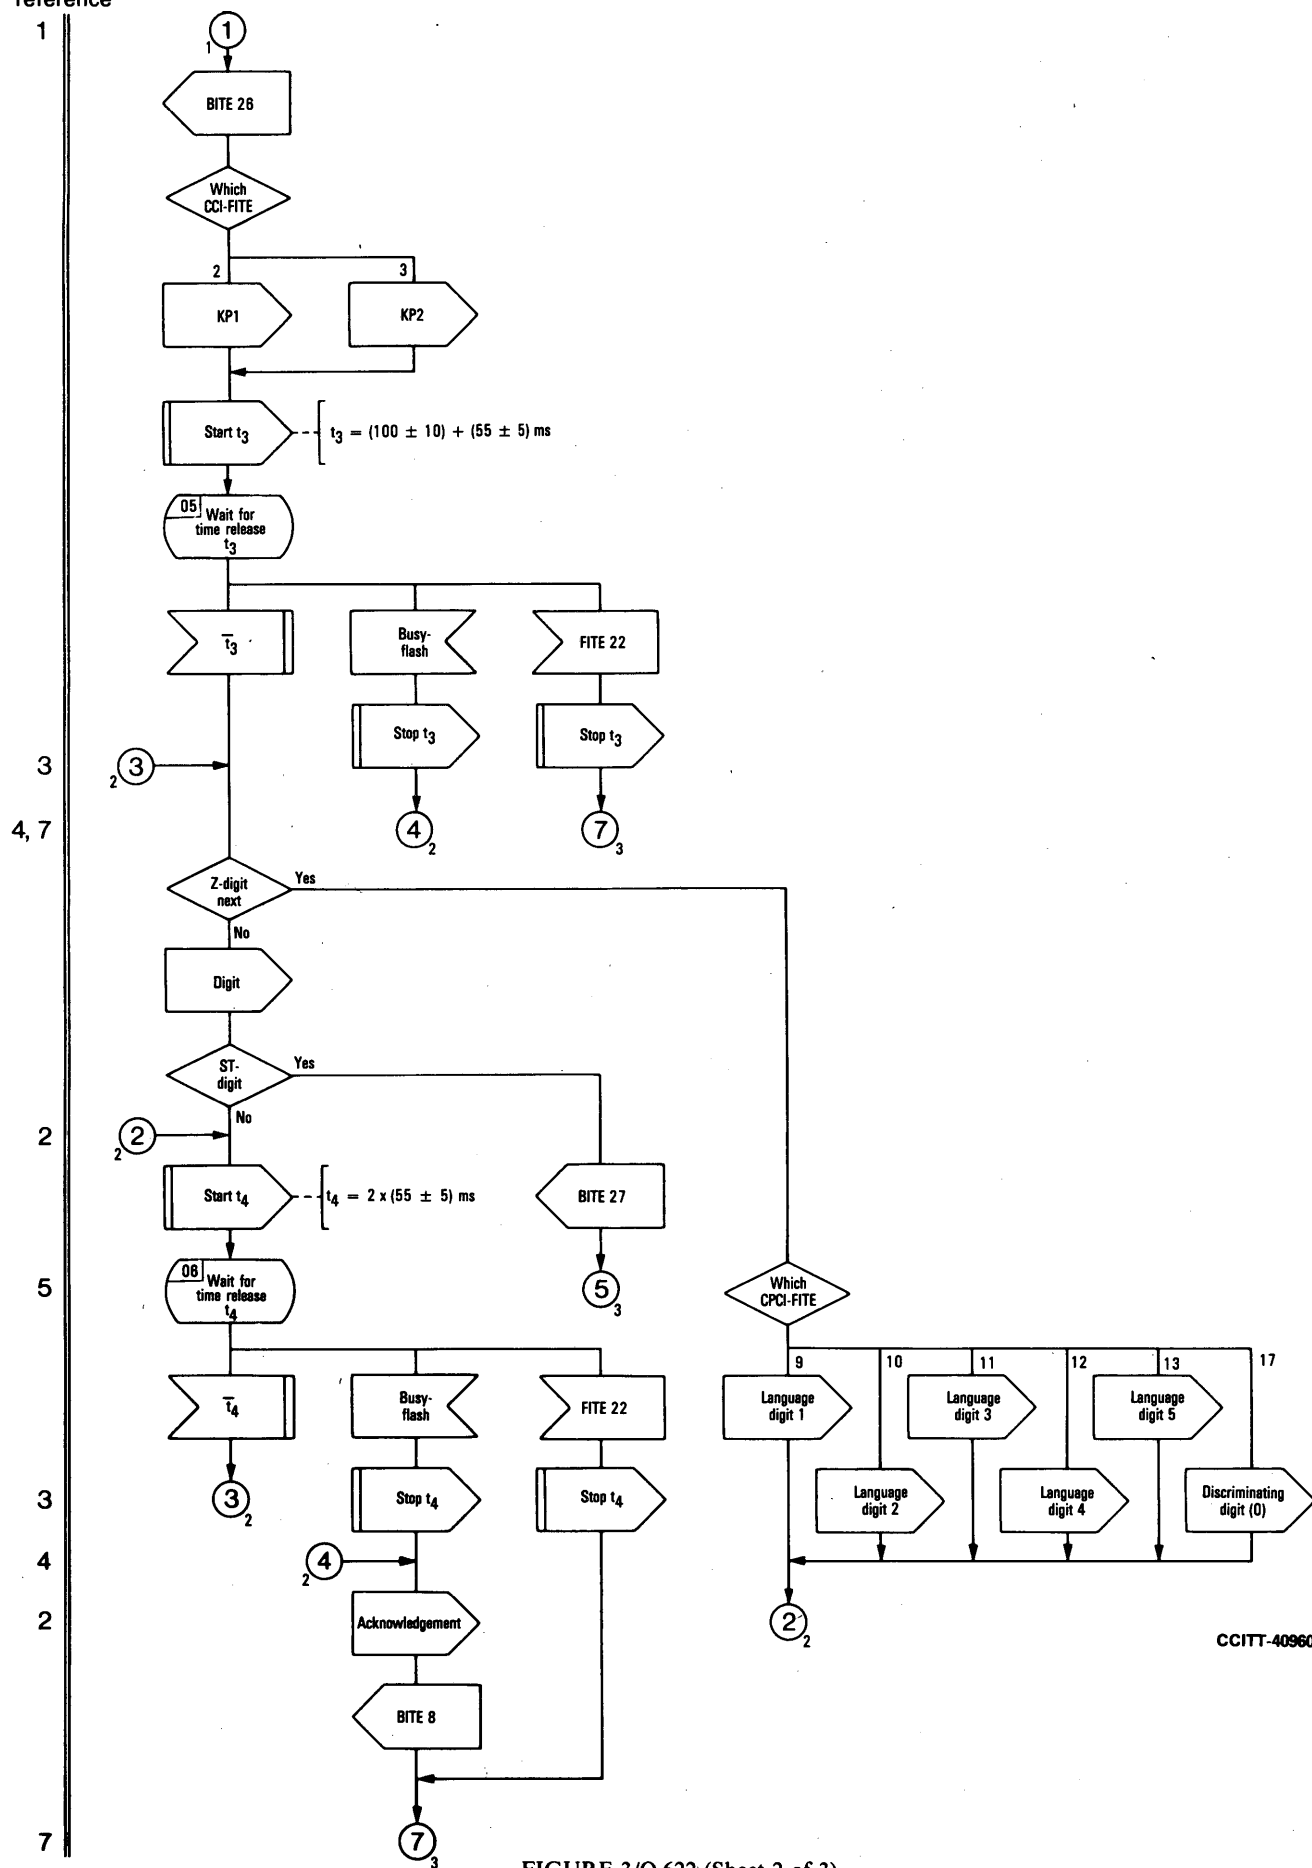 reference
1
1
1
BITE 26
Which
CCI-FITE
2
3
KP1
KP2
Start t3
t3 = (100 ± 10) + (55 ± 5) ms
05
Wait for
time release
t3
t̅3
Busy-
flash
FITE 22
Stop t3
Stop t3
3
2
3
4, 7
4
2
7
3
Z-digit
next
Yes
No
Digit
ST-
digit
Yes
No
2
2
2
Start t4
t4 = 2 x (55 ± 5) ms
BITE 27
5
06
Wait for
time release
t4
5
3
Which
CPCI-FITE
9
10
11
12
13
17
t̅4
Busy-
flash
FITE 22
Language
digit 1
Language
digit 3
Language
digit 5
3
3
2
Stop t4
Stop t4
Language
digit 2
Language
digit 4
Discriminating
digit (0)
4
2
4
2
Acknowledgement
2
2
CCITT-40960
BITE 8
7
7
3
FIGURE 3/Q.622 (Sheet 2 of 3)